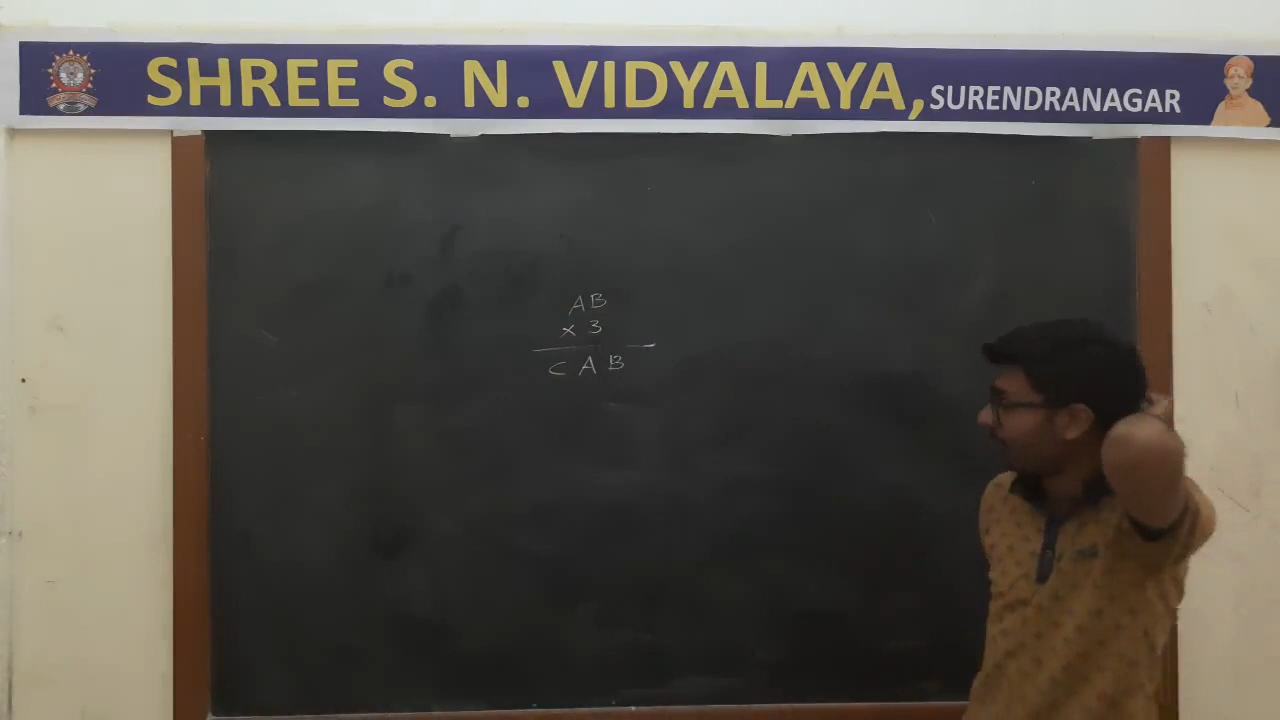 SHREE S. N. VIDYALAYA, SURENDRANAGAR
AB
× 3
CAB